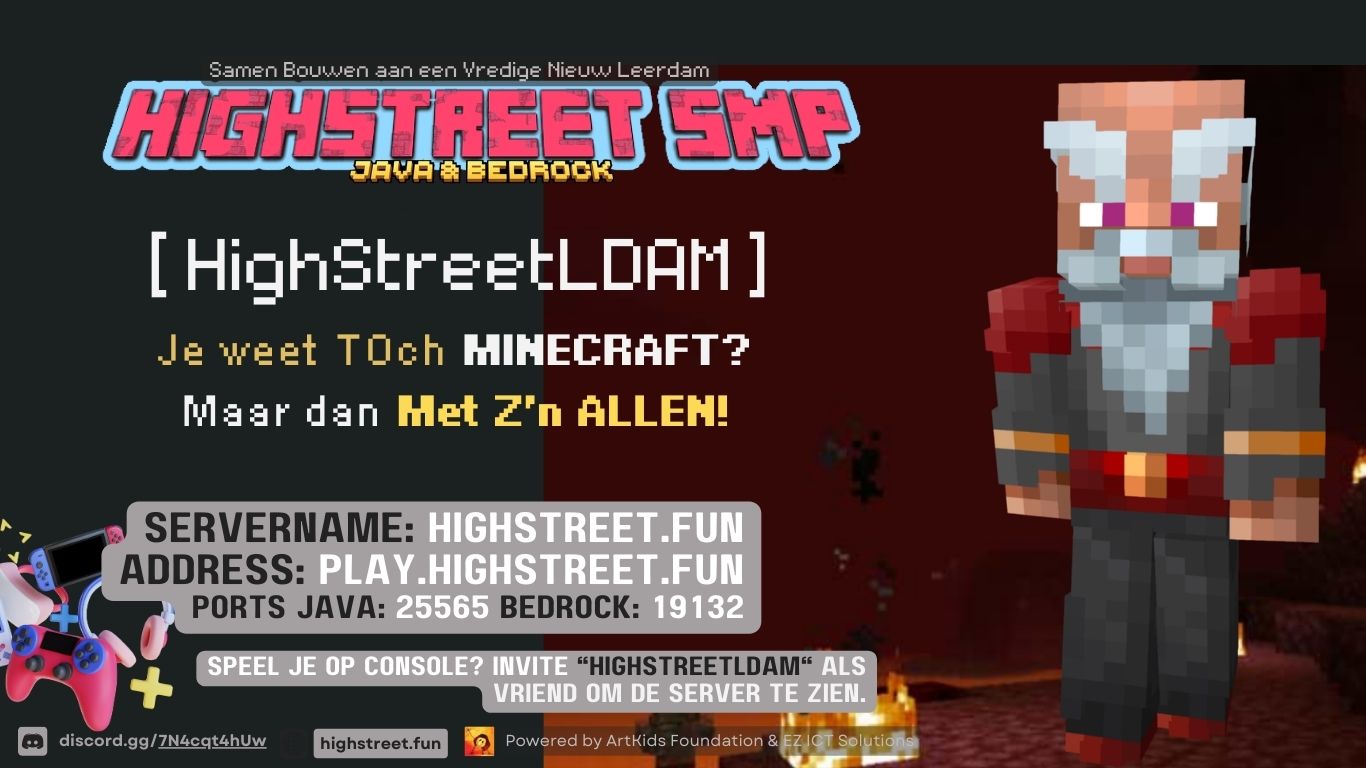 Samen Bouwen aan een Vredige Nieuw Leerdam
HIGHSTREET SMP
JAVA & BEDROCK
[ HighStreetLDAM ]
Je weet TOch MINECRAFT?
Maar dan Met Z'n ALLEN!
SERVERNAME: HIGHSTREET.FUN
ADDRESS: PLAY.HIGHSTREET.FUN
PORTS JAVA: 25565 BEDROCK: 19132
SPEEL JE OP CONSOLE? INVITE “HIGHSTREETLDAM“ ALS
VRIEND OM DE SERVER TE ZIEN.
discord.gg/7N4cqt4hUw highstreet.fun Powered by ArtKids Foundation & EZ ICT Solutions